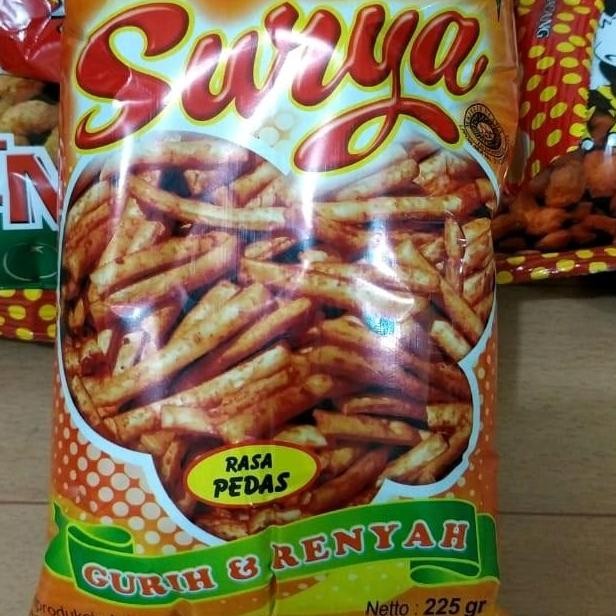 Surya
RASA
PEDAS
GURIH & RENYAH
Netto : 225 gr